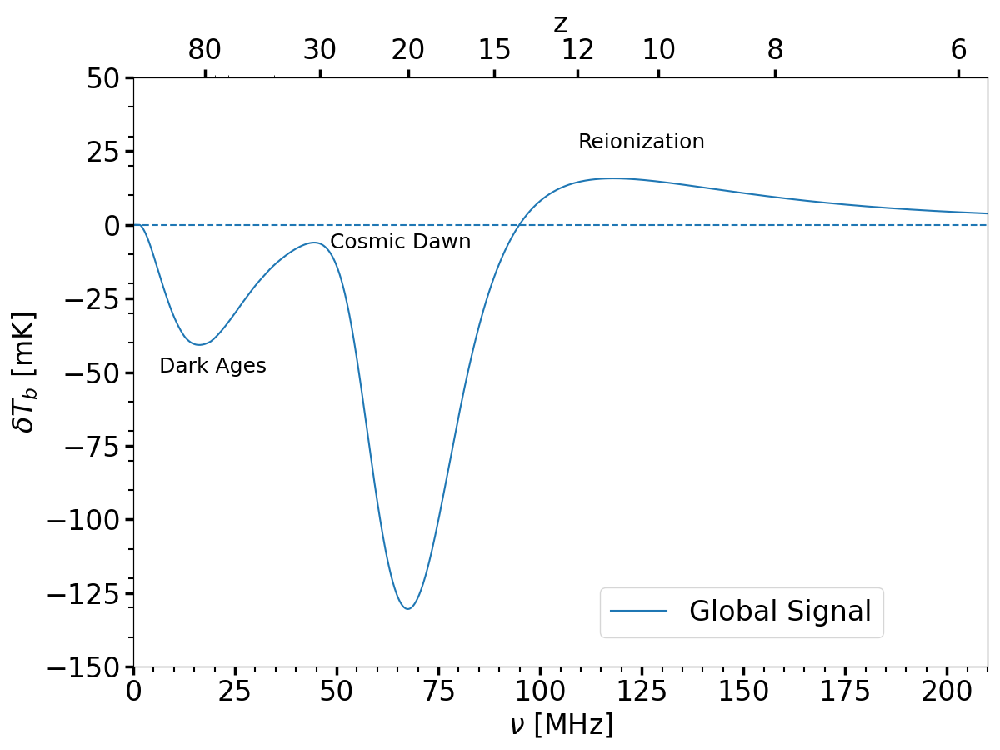 z
80 30 20 15 12 10 8 6
50
25
0
−25
−50
−75
−100
−125
−150
δT_b [mK]
Reionization
Cosmic Dawn
Dark Ages
Global Signal
0 25 50 75 100 125 150 175 200
ν [MHz]